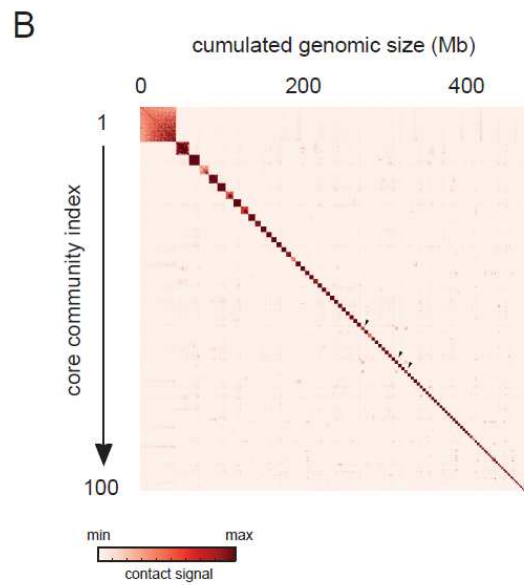 B
cumulated genomic size (Mb)
0 200 400
1
core community index
100
min max
contact signal